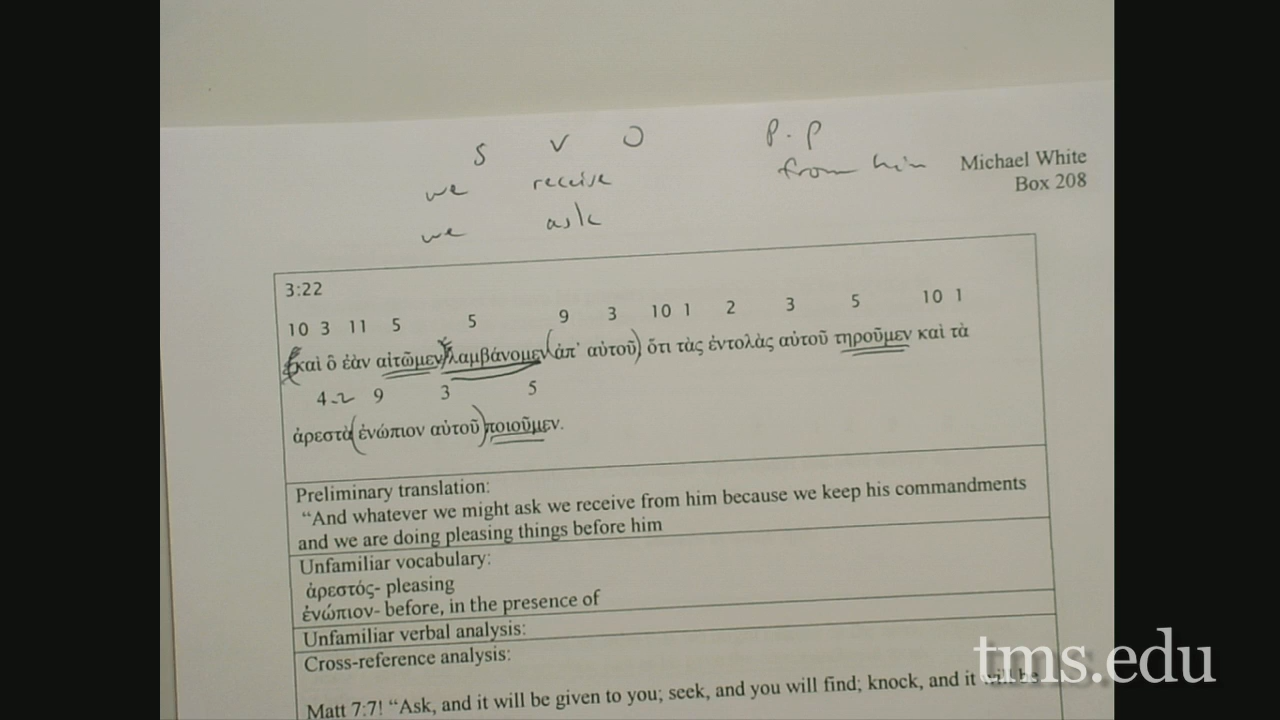 S V O P.P
we receive from him
we ask
Michael White
Box 208
3:22
10 3 11 5 5 9 3 10 1 2 3 5 10 1
καὶ ὃ ἐὰν αἰτῶμεν λαμβάνομεν (ἀπ᾽ αὐτοῦ) ὅτι τὰς ἐντολὰς αὐτοῦ τηροῦμεν καὶ τὰ
4-2 9 3 5
ἀρεστὰ (ἐνώπιον αὐτοῦ) ποιοῦμεν.
Preliminary translation:
“And whatever we might ask we receive from him because we keep his commandments
and we are doing pleasing things before him
Unfamiliar vocabulary:
ἀρεστός- pleasing
ἐνώπιον- before, in the presence of
Unfamiliar verbal analysis:
Cross-reference analysis:
Matt 7:7! “Ask, and it will be given to you; seek, and you will find; knock, and it will be
tms.edu